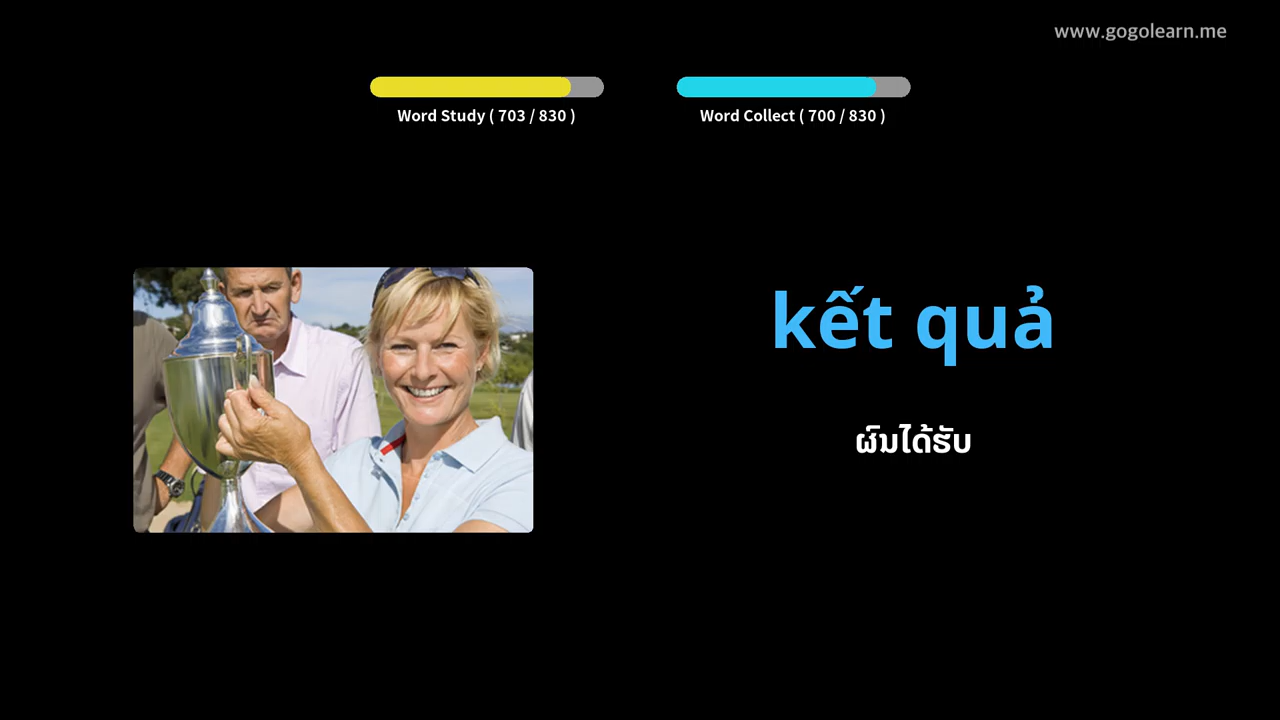 www.gogolearn.me
Word Study ( 703 / 830 )
Word Collect ( 700 / 830 )
kết quả
ຜົນໄດ້ຮັບ